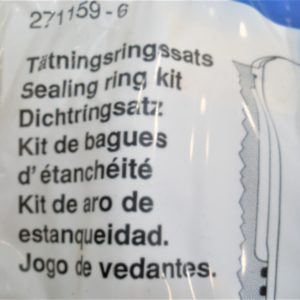 271159-6
Tätningsringssats
Sealing ring kit
Dichtringsatz
Kit de bagues
d'étanchéité
Kit de aro de
estanqueidad.
Jogo de vedantes.